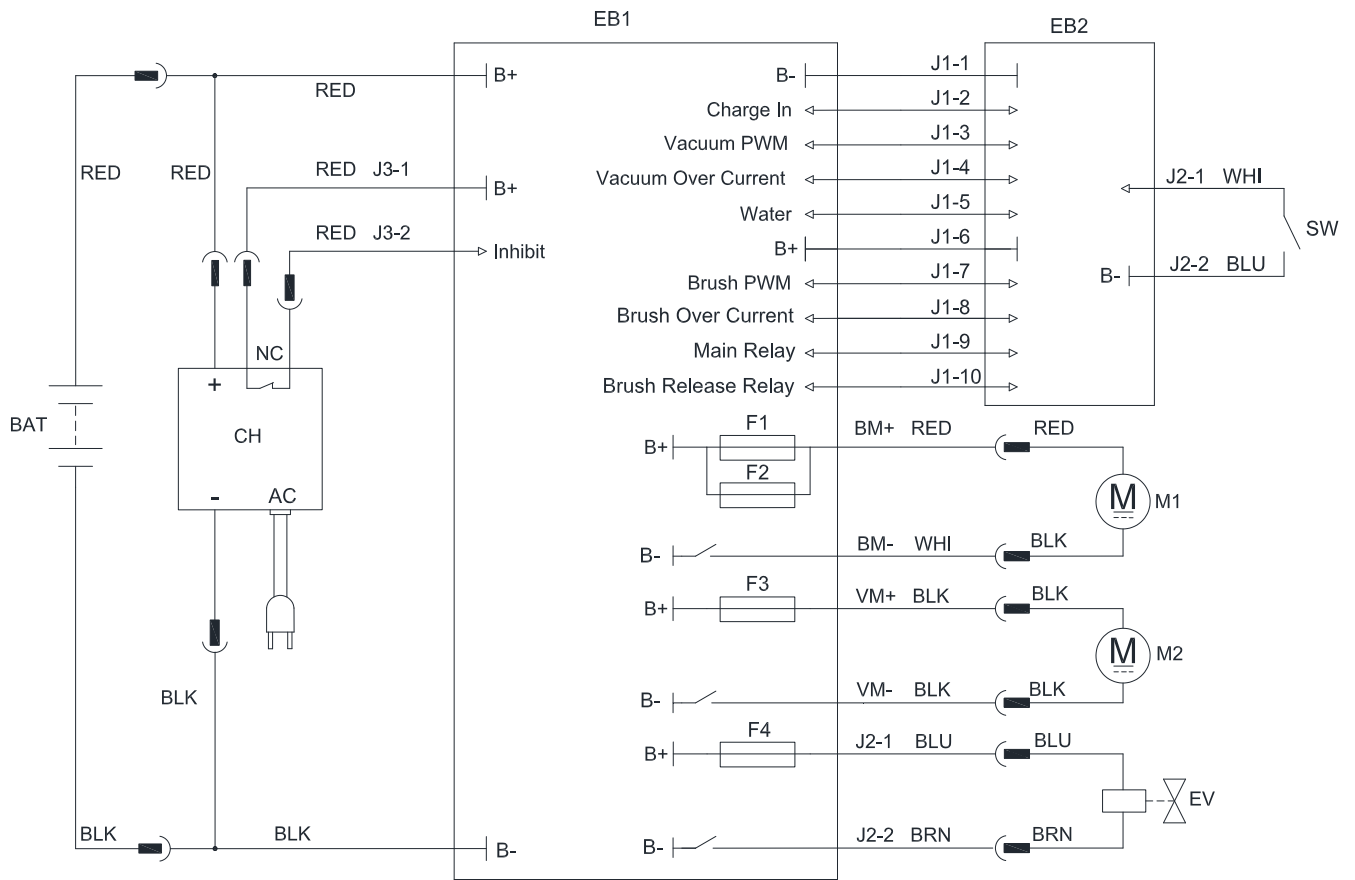 EB1
EB2
RED
B+
B-
J1-1
Charge In
J1-2
Vacuum PWM
J1-3
RED
RED
RED J3-1
B+
Vacuum Over Current
J1-4
J2-1 WHI
Water
J1-5
SW
RED J3-2
Inhibit
B+
J1-6
B-
J2-2 BLU
Brush PWM
J1-7
Brush Over Current
J1-8
NC
Main Relay
J1-9
+
Brush Release Relay
J1-10
BAT
CH
F1
B+
BM+ RED
RED
F2
-
AC
M
M1
B-
BM- WHI
BLK
F3
B+
VM+ BLK
BLK
M
M2
BLK
B-
VM- BLK
BLK
F4
B+
J2-1 BLU
BLU
EV
BLK
BLK
B-
B-
J2-2 BRN
BRN